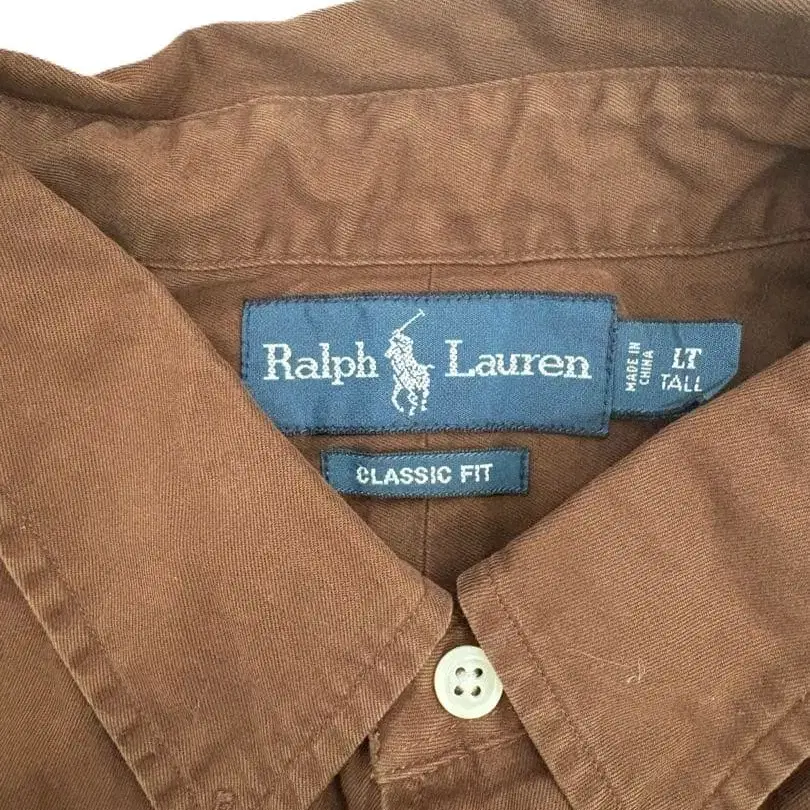 Ralph Lauren
MADE IN
CHINA
LT
TALL
CLASSIC FIT